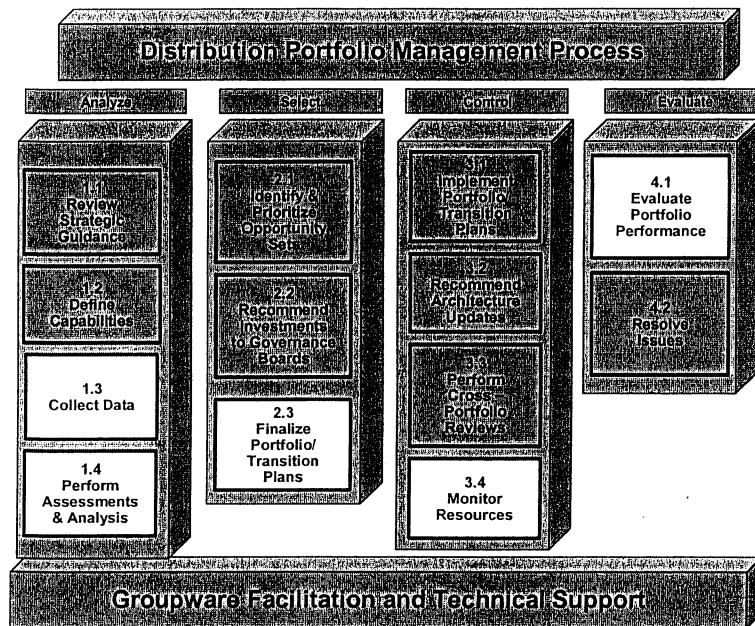 Distribution Portfolio Management Process
Analyze
Select
Control
Evaluate
1.1
Review
Strategic
Guidance
1.2
Define
Capabilities
1.3
Collect Data
1.4
Perform
Assessments
& Analysis
2.1
Identify &
Prioritize
Opportunity
Sets
2.2
Recommend
Investments
to Governance
Boards
2.3
Finalize
Portfolio/
Transition
Plans
3.1
Implement
Portfolio
Transition
Plans
3.2
Recommend
Architecture
Updates
3.3
Perform
Cross
Portfolio
Reviews
3.4
Monitor
Resources
4.1
Evaluate
Portfolio
Performance
4.2
Resolve
Issues
Groupware Facilitation and Technical Support